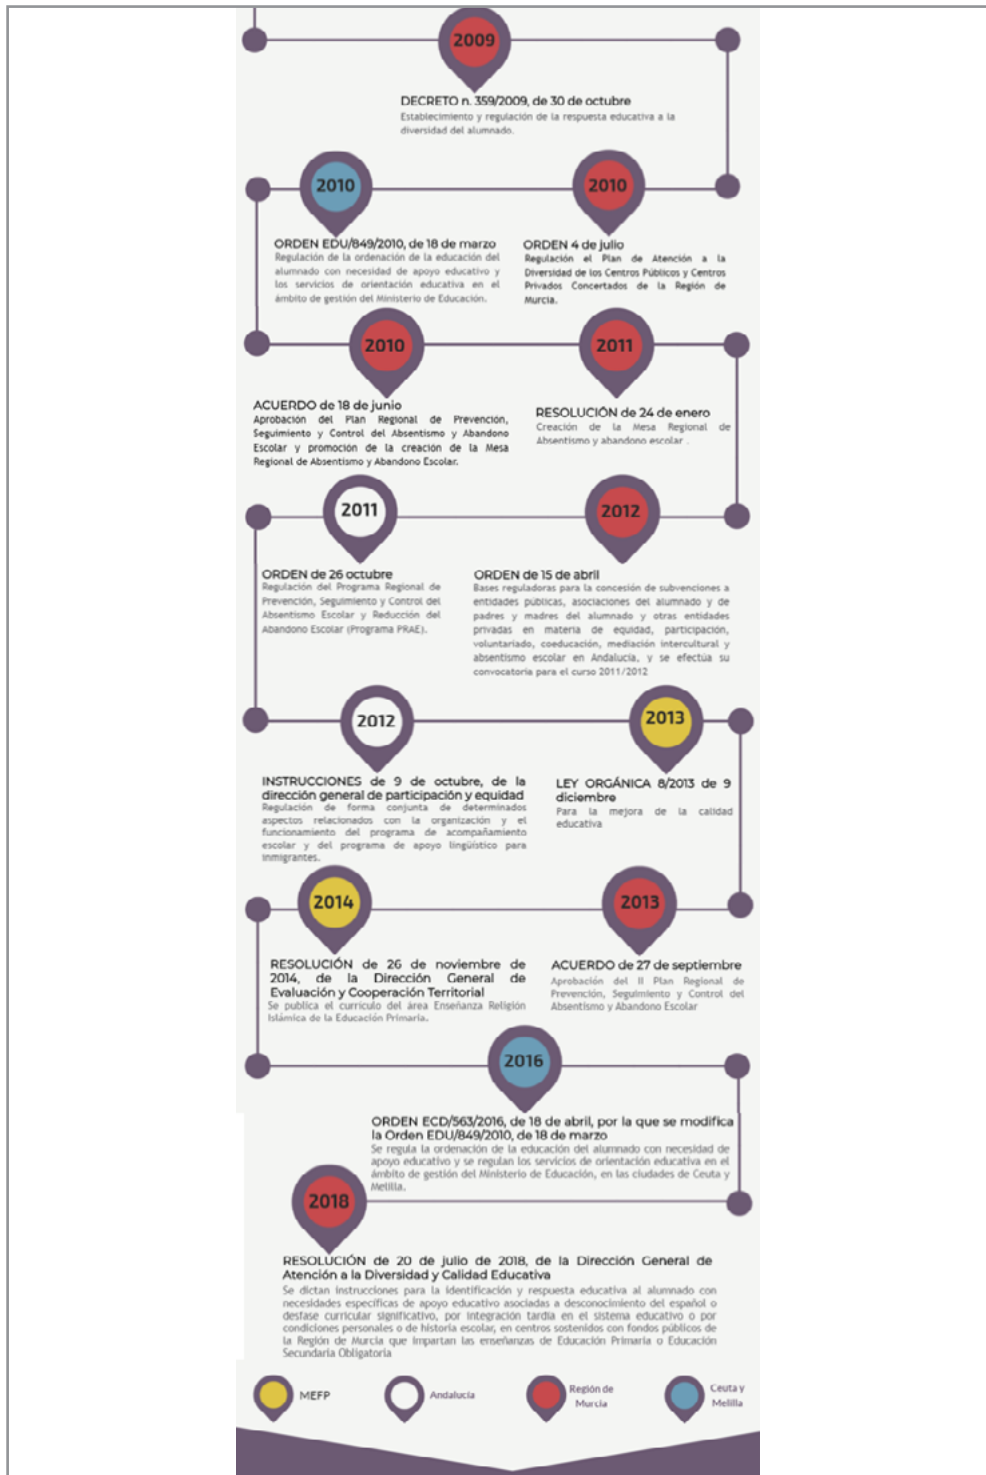 2009
DECRETO n. 359/2009, de 30 de octubre
Establecimiento y regulación de la respuesta educativa a la
diversidad del alumnado.
2010
ORDEN EDU/849/2010, de 18 de marzo
Regulación de la ordenación de la educación del
alumnado con necesidad de apoyo educativo y
los servicios de orientación educativa en el
ámbito de gestión del Ministerio de Educación.
2010
ORDEN 4 de julio
Regulación el Plan de Atención a la
Diversidad de los Centros Públicos y Centros
Privados Concertados de la Región de
Murcia.
2010
ACUERDO de 18 de junio
Aprobación del Plan Regional de Prevención,
Seguimiento y Control del Absentismo y Abandono
Escolar y promoción de la creación de la Mesa
Regional de Absentismo y Abandono Escolar.
2011
RESOLUCIÓN de 24 de enero
Creación de la Mesa Regional de
Absentismo y abandono escolar .
2011
ORDEN de 26 octubre
Regulación del Programa Regional de
Prevención, Seguimiento y Control del
Absentismo Escolar y Reducción del
Abandono Escolar (Programa PRAE).
2012
ORDEN de 15 de abril
Bases reguladoras para la concesión de subvenciones a
entidades públicas, asociaciones del alumnado y de
padres y madres del alumnado y otras entidades
privadas en materia de equidad, participación,
voluntariado, coeducación, mediación intercultural y
absentismo escolar en Andalucía, y se efectúa su
convocatoria para el curso 2011/2012
2012
INSTRUCCIONES de 9 de octubre, de la
dirección general de participación y equidad
Regulación de forma conjunta de determinados
aspectos relacionados con la organización y el
funcionamiento del programa de acompañamiento
escolar y del programa de apoyo lingüístico para
inmigrantes.
2013
LEY ORGÁNICA 8/2013 de 9
diciembre
Para la mejora de la calidad
educativa
2014
RESOLUCIÓN de 26 de noviembre de
2014, de la Dirección General de
Evaluación y Cooperación Territorial
Se publica el currículo del área Enseñanza Religión
Islámica de la Educación Primaria.
2013
ACUERDO de 27 de septiembre
Aprobación del II Plan Regional de
Prevención, Seguimiento y Control del
Absentismo y Abandono Escolar
2016
ORDEN ECD/563/2016, de 18 de abril, por la que se modifica
la Orden EDU/849/2010, de 18 de marzo
Se regula la ordenación de la educación del alumnado con necesidad de
apoyo educativo y se regulan los servicios de orientación educativa en el
ámbito de gestión del Ministerio de Educación, en las ciudades de Ceuta y
Melilla.
2018
RESOLUCIÓN de 20 de julio de 2018, de la Dirección General de
Atención a la Diversidad y Calidad Educativa
Se dictan instrucciones para la identificación y respuesta educativa al alumnado con
necesidades específicas de apoyo educativo asociadas a desconocimiento del español o
desfase curricular significativo, por integración tardía en el sistema educativo o por
condiciones personales o de historia escolar, en centros sostenidos con fondos públicos de
la Región de Murcia que impartan las enseñanzas de Educación Primaria o Educación
Secundaria Obligatoria
MEFP
Andalucía
Región de
Murcia
Ceuta y
Melilla